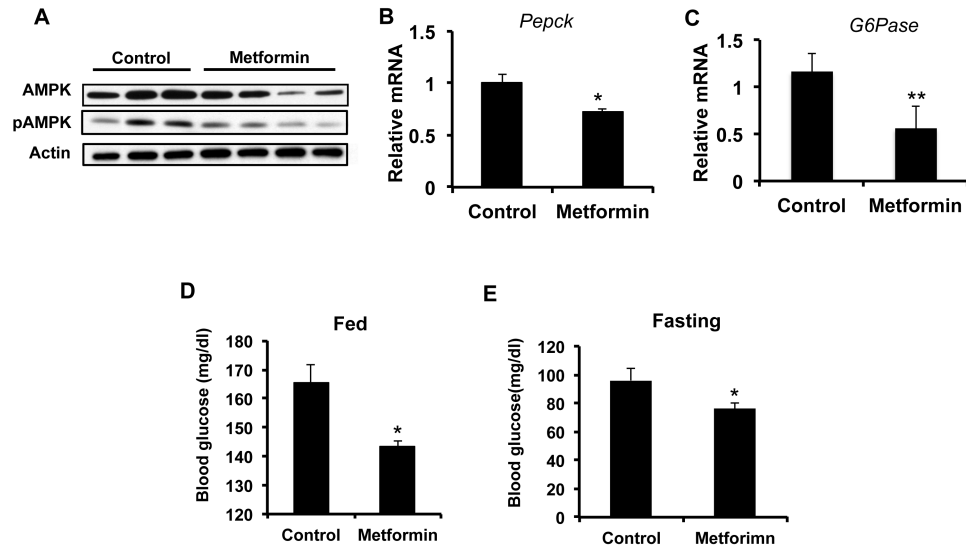 A
Control Metformin
AMPK
pAMPK
Actin
B
Pepck
Relative mRNA
1.5
1
0.5
0
*
Control Metformin
C
G6Pase
Relative mRNA
1.5
1
0.5
0
**
Control Metformin
D
Fed
Blood glucose (mg/dl)
180
170
160
150
140
130
120
*
Control Metformin
E
Fasting
Blood glucose(mg/dl)
120
100
80
60
40
20
0
*
Control Metforimn